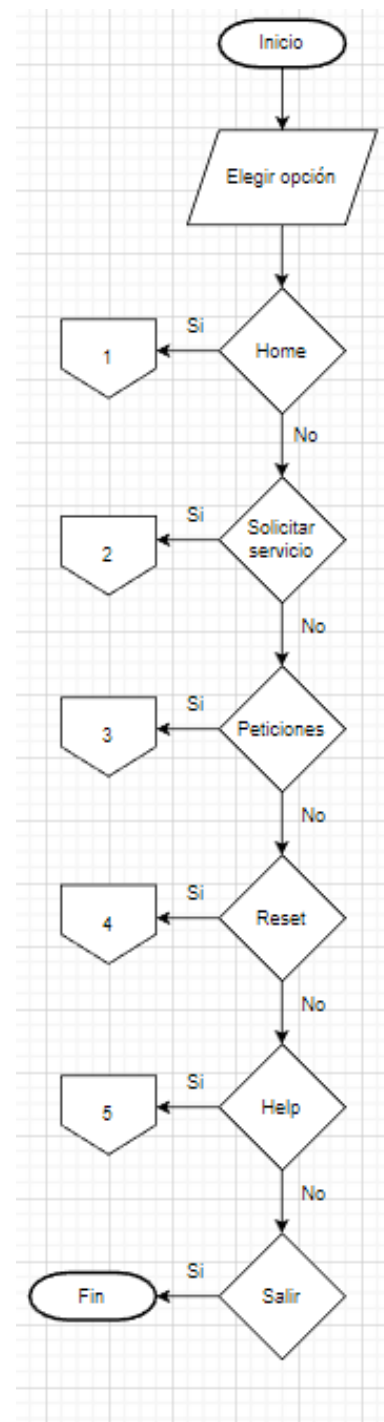 Inicio
Elegir opción
Si
1
Home
No
Si
2
Solicitar
servicio
No
Si
3
Peticiones
No
Si
4
Reset
No
Si
5
Help
No
Si
Fin
Salir